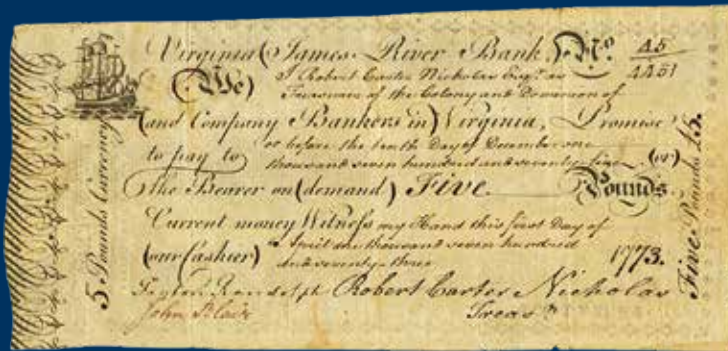 Virginia (James River Bank,) No. 45
4451
(We) I Robert Carter Nicholas Esqr. as
Treasurer of the Colony and Dominion of
(and Company Bankers in) Virginia, Promise
or before the tenth Day of December one
to pay to thousand seven hundred and seventy-five (or)
the Bearer on (demand) Five Pounds
Current money Witness my Hand this first Day of
(our Cashier) April one thousand seven hundred
and seventy-three 1773.
Peyton Randolph Robert Carter Nicholas
John Blair Treasr.
5 Pounds Currency
Five Pounds £5.